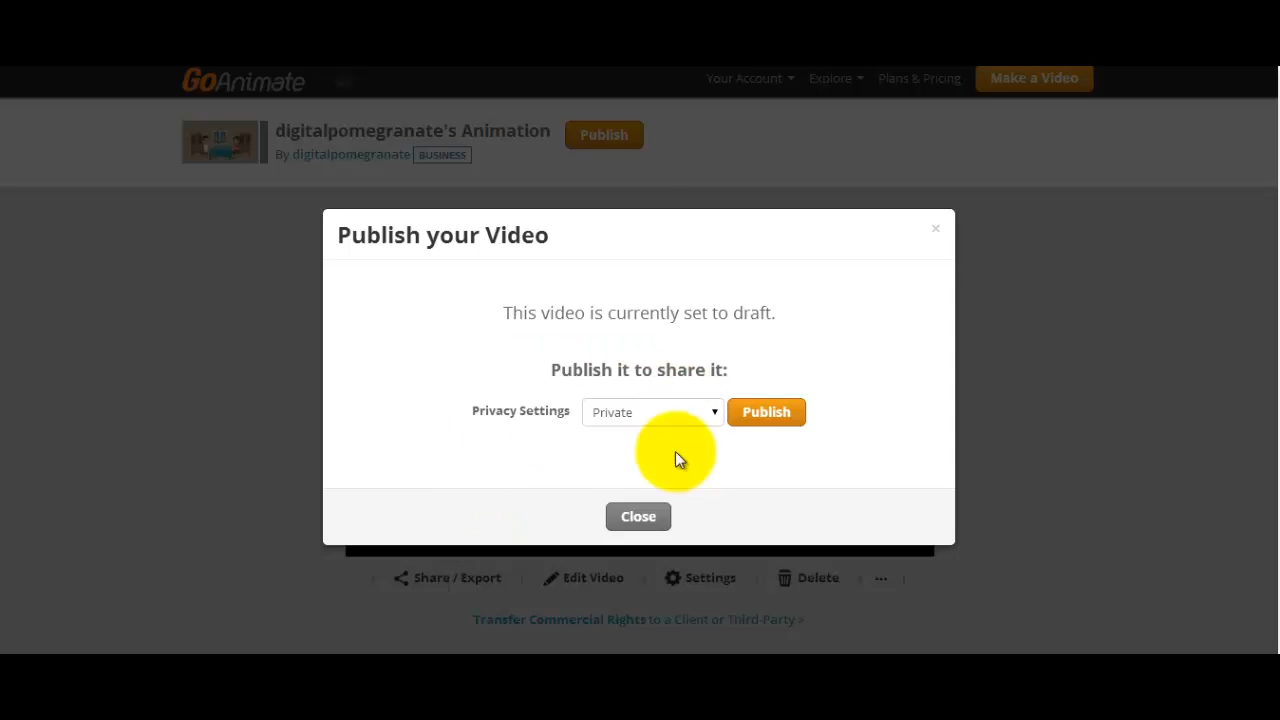 GoAnimate
Your Account
Explore
Plans & Pricing
Make a Video
digitalpomegranate's Animation
Publish
By digitalpomegranate BUSINESS
Publish your Video
×
This video is currently set to draft.
Publish it to share it:
Privacy Settings
Private
Publish
Close
Share / Export
Edit Video
Settings
Delete
...
Transfer Commercial Rights to a Client or Third-Party >